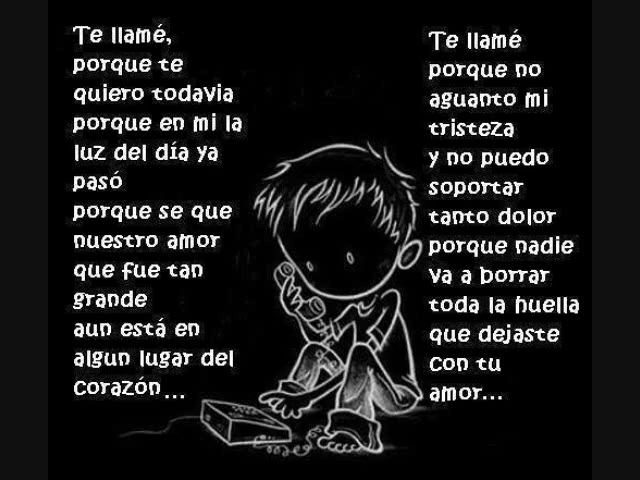 Te llamé,
porque te
quiero todavia
porque en mi la
luz del día ya
pasó
porque se que
nuestro amor
que fue tan
grande
aun está en
algun lugar del
corazón...
Te llamé
porque no
aguanto mi
tristeza
y no puedo
soportar
tanto dolor
porque nadie
va a borrar
toda la huella
que dejaste
con tu
amor...